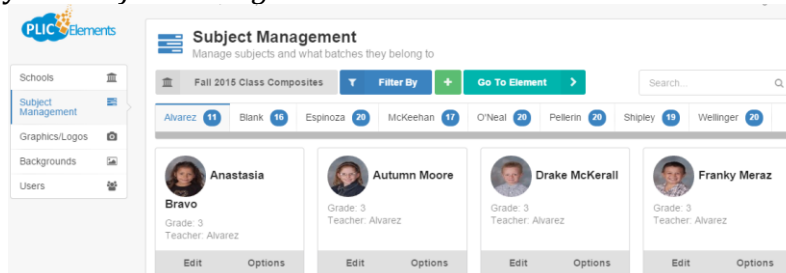 PLIC Elements
Subject Management
Manage subjects and what batches they belong to
Schools
Subject
Management
Graphics/Logos
Backgrounds
Users
Fall 2015 Class Composites
Filter By
+
Go To Element >
Search...
Alvarez 11 Blank 16 Espinoza 20 McKeehan 17 O'Neal 20 Pellerin 20 Shipley 19 Wellinger 20
Anastasia
Bravo
Grade: 3
Teacher: Alvarez
Edit Options
Autumn Moore
Grade: 3
Teacher: Alvarez
Edit Options
Drake McKerall
Grade: 3
Teacher: Alvarez
Edit Options
Franky Meraz
Grade: 3
Teacher: Alvarez
Edit Options